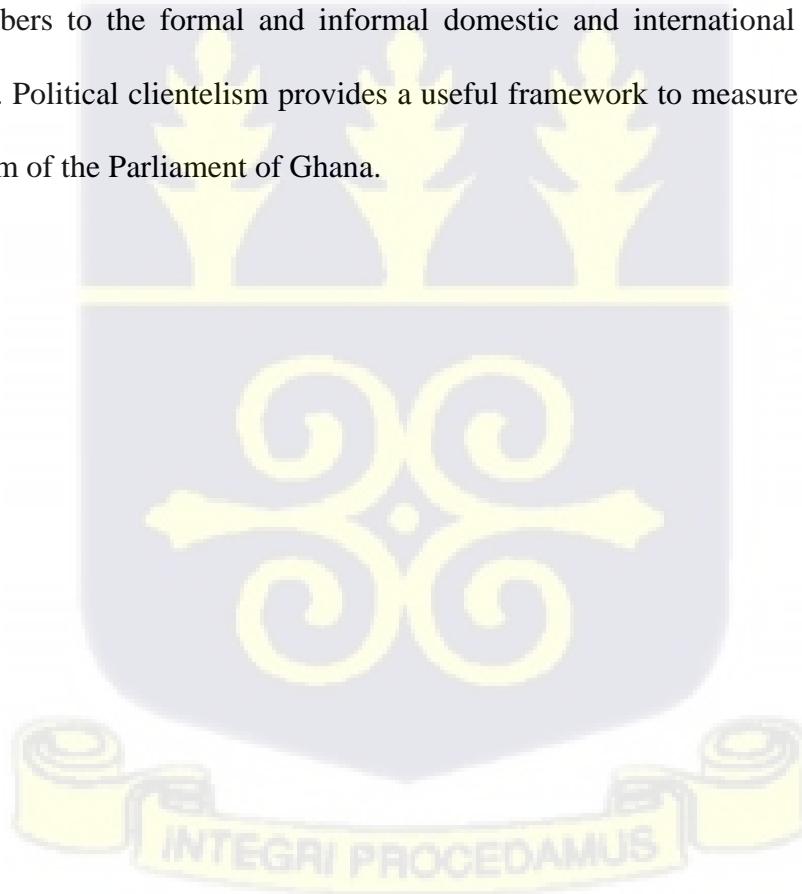 bers to the formal and informal domestic and international
. Political clientelism provides a useful framework to measure
m of the Parliament of Ghana.
INTEGRI PROCEDAMUS